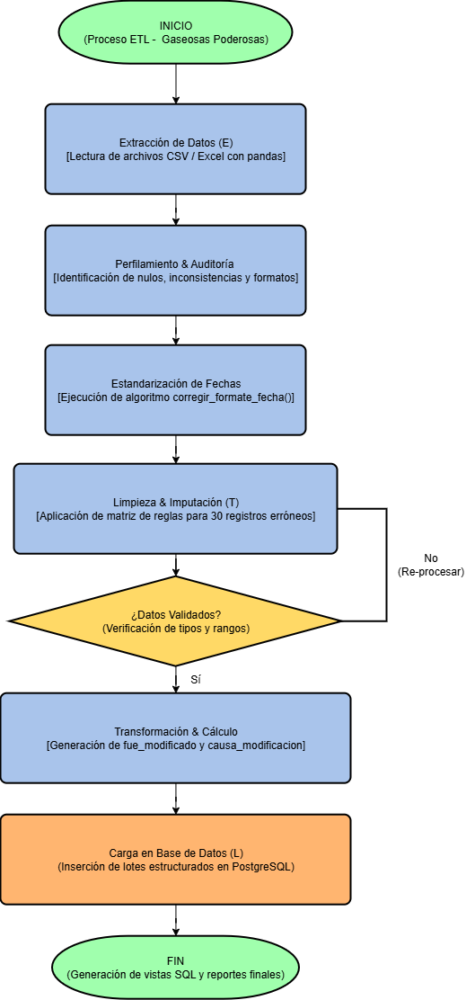 INICIO
(Proceso ETL -  Gaseosas Poderosas)
Extracción de Datos (E)
[Lectura de archivos CSV / Excel con pandas]
Perfilamiento & Auditoría
[Identificación de nulos, inconsistencias y formatos]
Estandarización de Fechas
[Ejecución de algoritmo corregir_formate_fecha()]
Limpieza & Imputación (T)
[Aplicación de matriz de reglas para 30 registros erróneos]
No
(Re-procesar)
¿Datos Validados?
(Verificación de tipos y rangos)
Sí
Transformación & Cálculo
[Generación de fue_modificado y causa_modificacion]
Carga en Base de Datos (L)
(Inserción de lotes estructurados en PostgreSQL)
FIN
(Generación de vistas SQL y reportes finales)